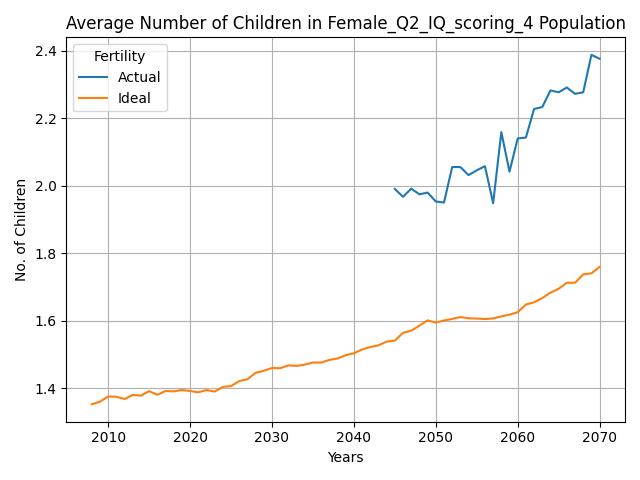 Average Number of Children in Female_Q2_IQ_scoring_4 Population
Fertility
Actual
Ideal
No. of Children
2.4
2.2
2.0
1.8
1.6
1.4
2010 2020 2030 2040 2050 2060 2070
Years